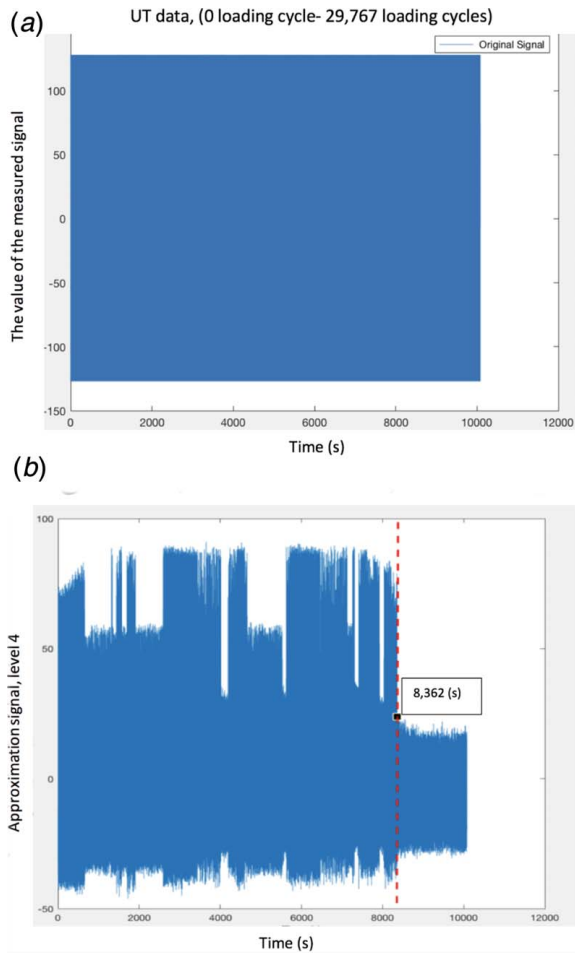 (a)
UT data, (0 loading cycle- 29,767 loading cycles)
Original Signal
The value of the measured signal
100
50
0
-50
-100
-150
0 2000 4000 6000 8000 10000 12000
Time (s)
(b)
Approximation signal, level 4
100
50
0
-50
8,362 (s)
0 2000 4000 6000 8000 10000 12000
Time (s)